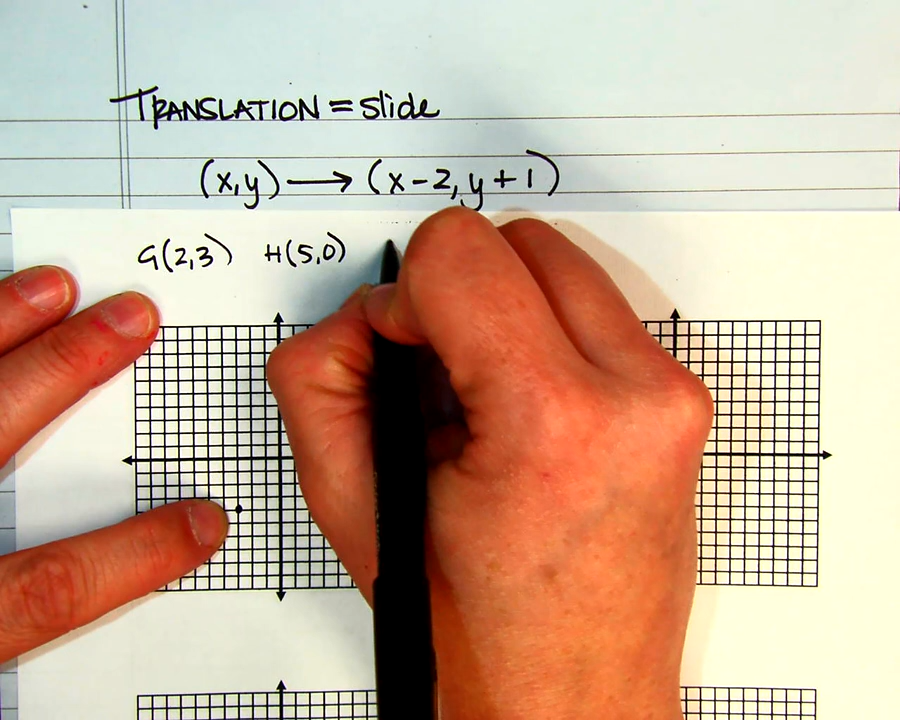 TRANSLATION = slide
(x,y) → (x-2, y+1)
G(2,3) H(5,0)